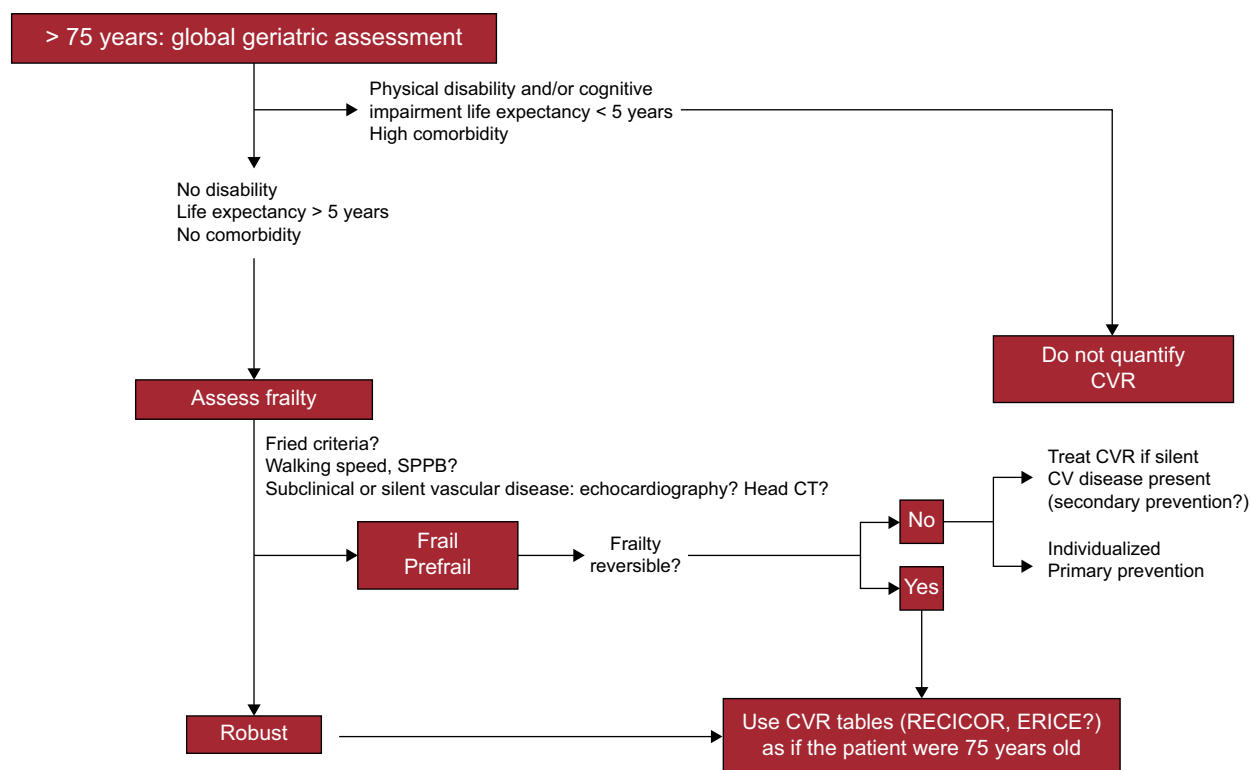 > 75 years: global geriatric assessment
Physical disability and/or cognitive
impairment life expectancy < 5 years
High comorbidity
No disability
Life expectancy > 5 years
No comorbidity
Do not quantify
CVR
Assess frailty
Fried criteria?
Walking speed, SPPB?
Subclinical or silent vascular disease: echocardiography? Head CT?
Frail
Prefrail
Frailty
reversible?
No
Yes
Treat CVR if silent
CV disease present
(secondary prevention?)
Individualized
Primary prevention
Robust
Use CVR tables (RECICOR, ERICE?)
as if the patient were 75 years old